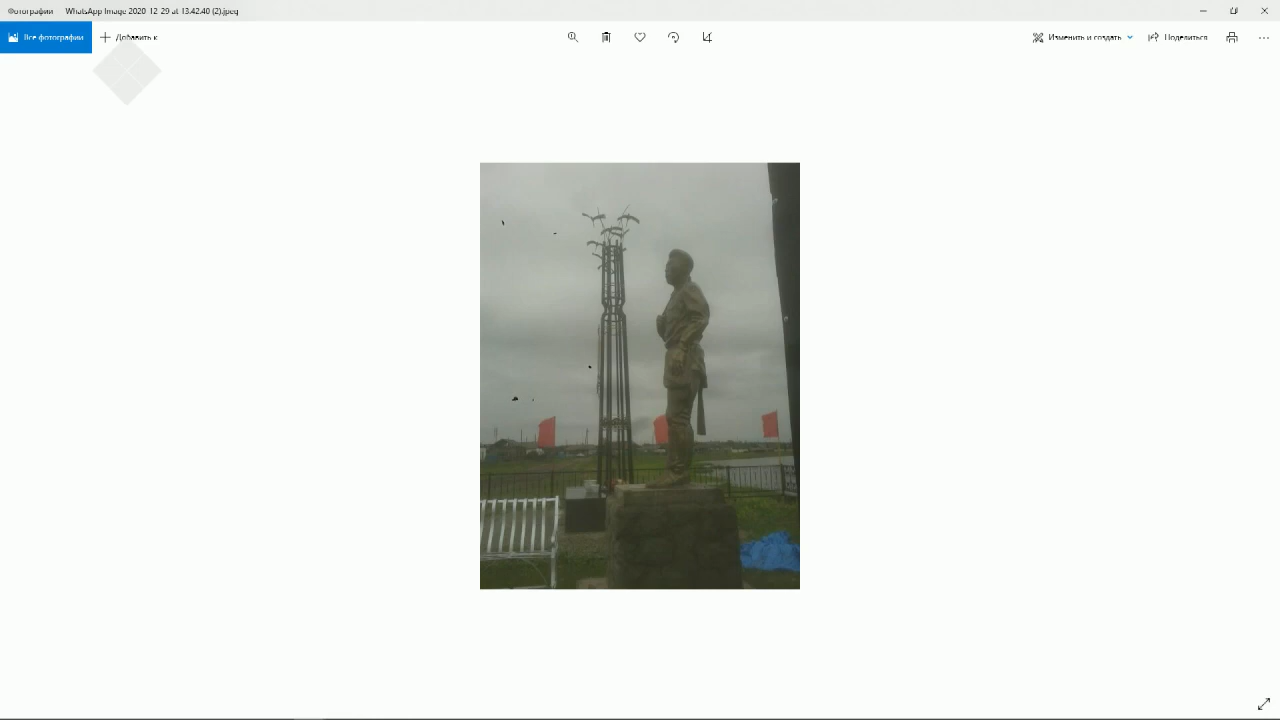 Фотографии - WhatsApp Image 2020-12-29 at 13.42.40 (2).jpeg
Все фотографии
Добавить к
Изменить и создать
Поделиться